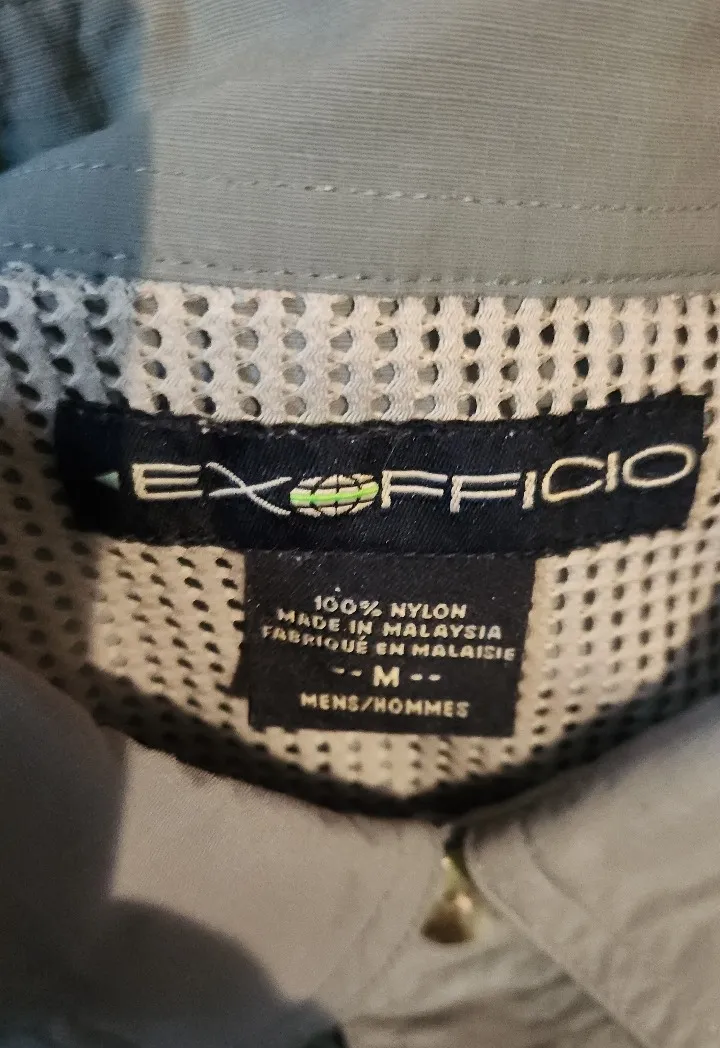 EXOFFICIO
100% NYLON
MADE IN MALAYSIA
FABRIQUÉ EN MALAISIE
-- M --
MENS/HOMMES